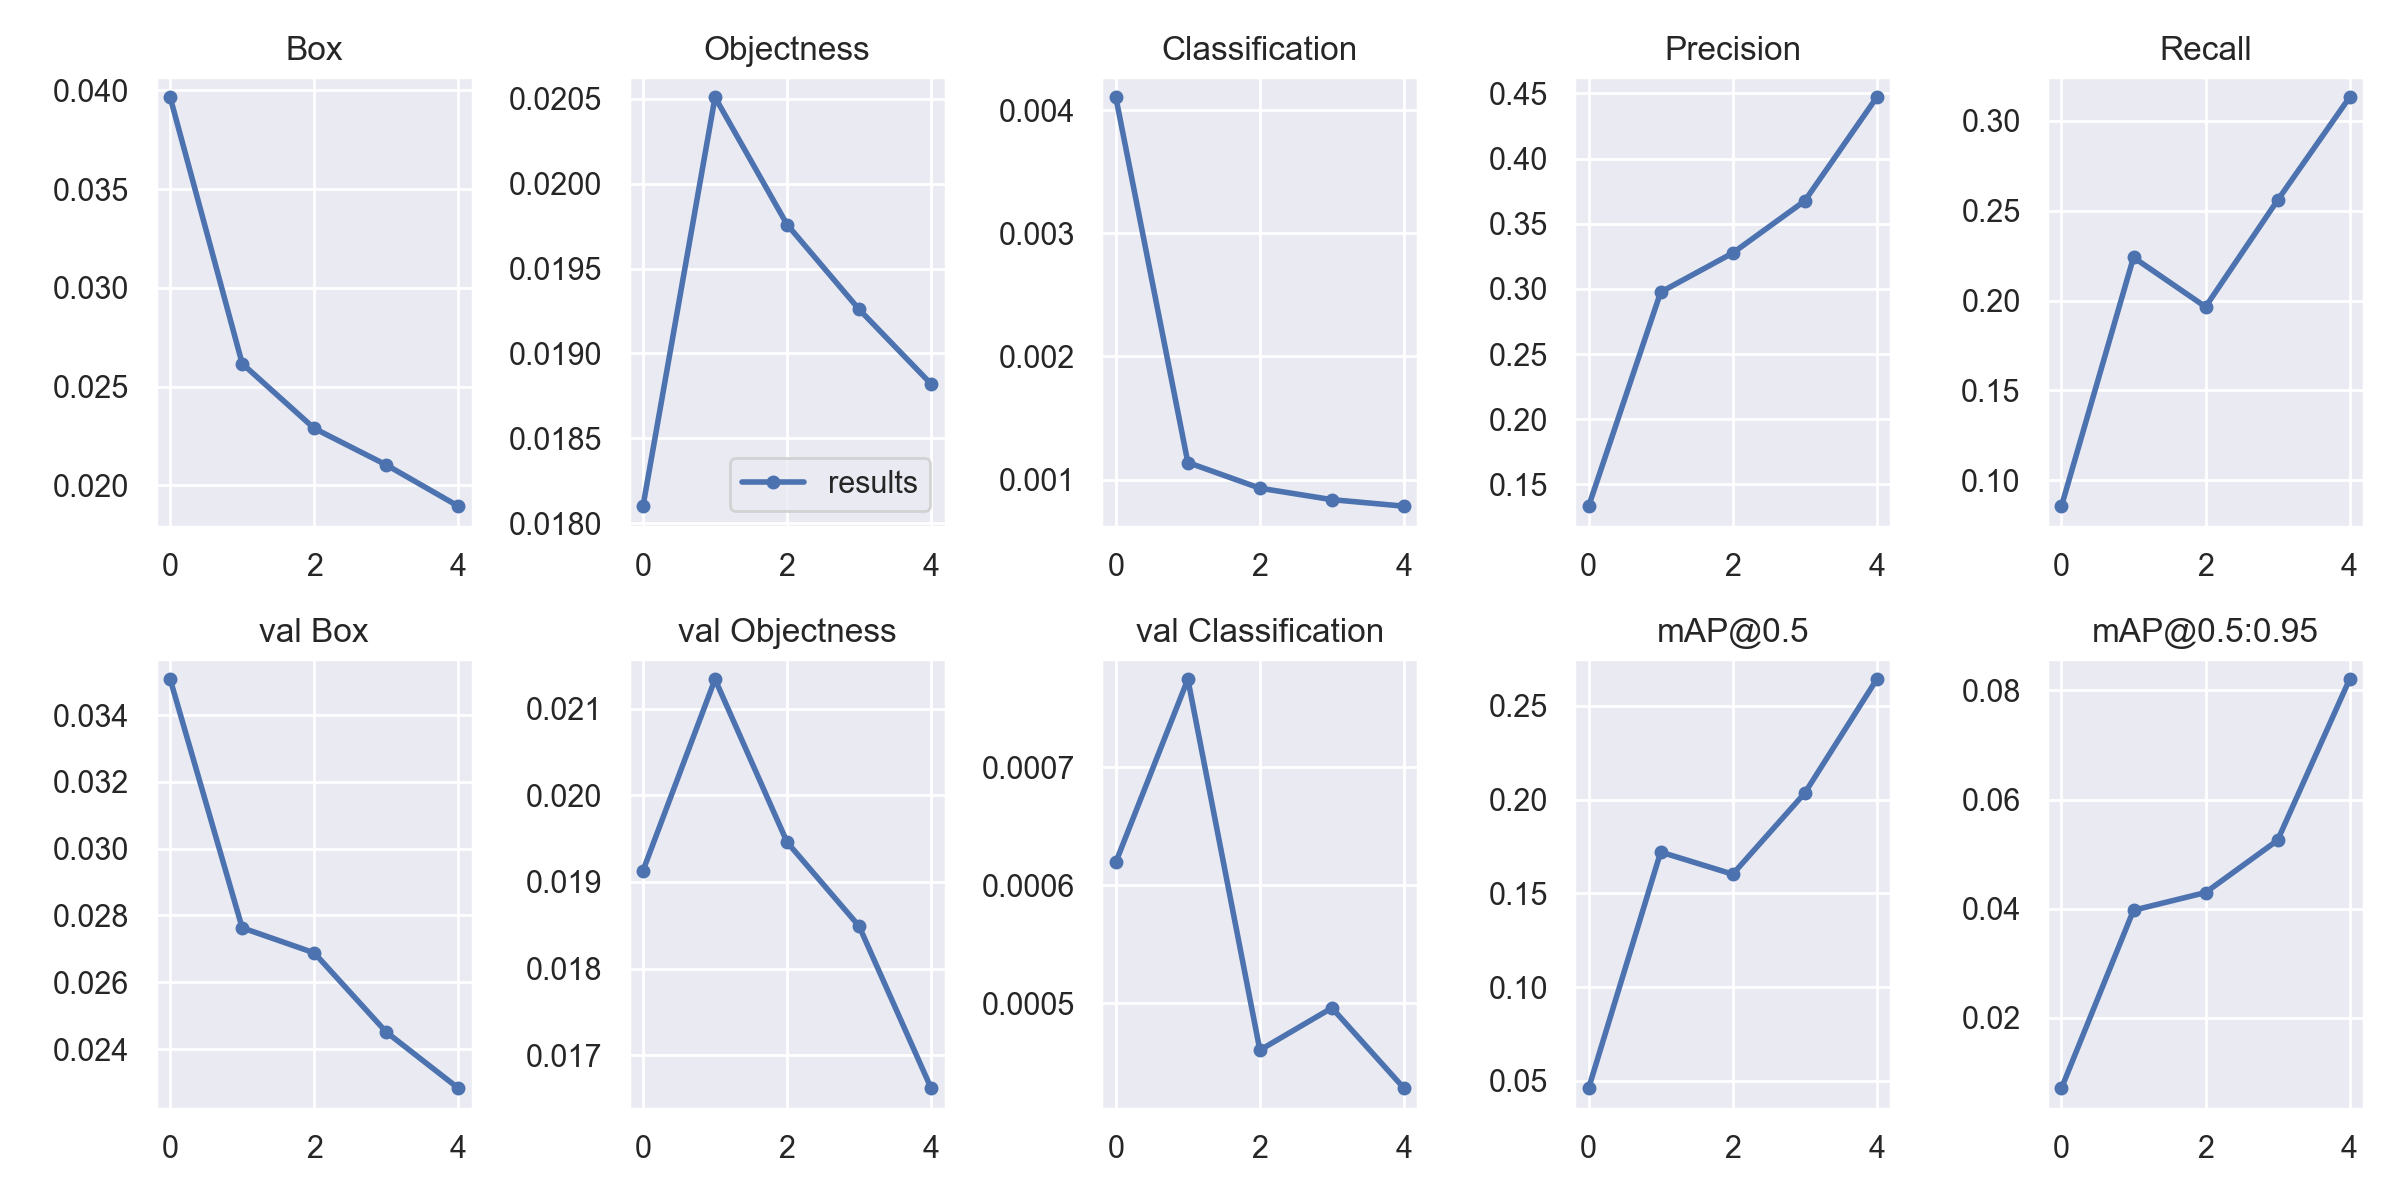 Box
0.040
0.035
0.030
0.025
0.020
0 2 4
Objectness
0.0205
0.0200
0.0195
0.0190
0.0185
0.0180
results
0 2 4
Classification
0.004
0.003
0.002
0.001
0 2 4
Precision
0.45
0.40
0.35
0.30
0.25
0.20
0.15
0 2 4
Recall
0.30
0.25
0.20
0.15
0.10
0 2 4
val Box
0.034
0.032
0.030
0.028
0.026
0.024
0 2 4
val Objectness
0.021
0.020
0.019
0.018
0.017
0 2 4
val Classification
0.0007
0.0006
0.0005
0 2 4
mAP@0.5
0.25
0.20
0.15
0.10
0.05
0 2 4
mAP@0.5:0.95
0.08
0.06
0.04
0.02
0 2 4